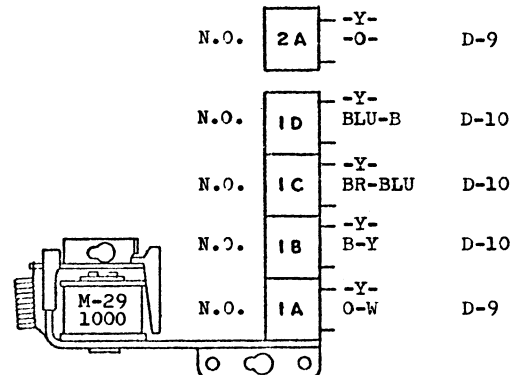 -Y-
N.O. 2A -O- D-9
-Y-
N.O. 1D BLU-B D-10
-Y-
N.O. 1C BR-BLU D-10
-Y-
N.O. 1B B-Y D-10
-Y-
N.O. 1A O-W D-9
M-29
1000